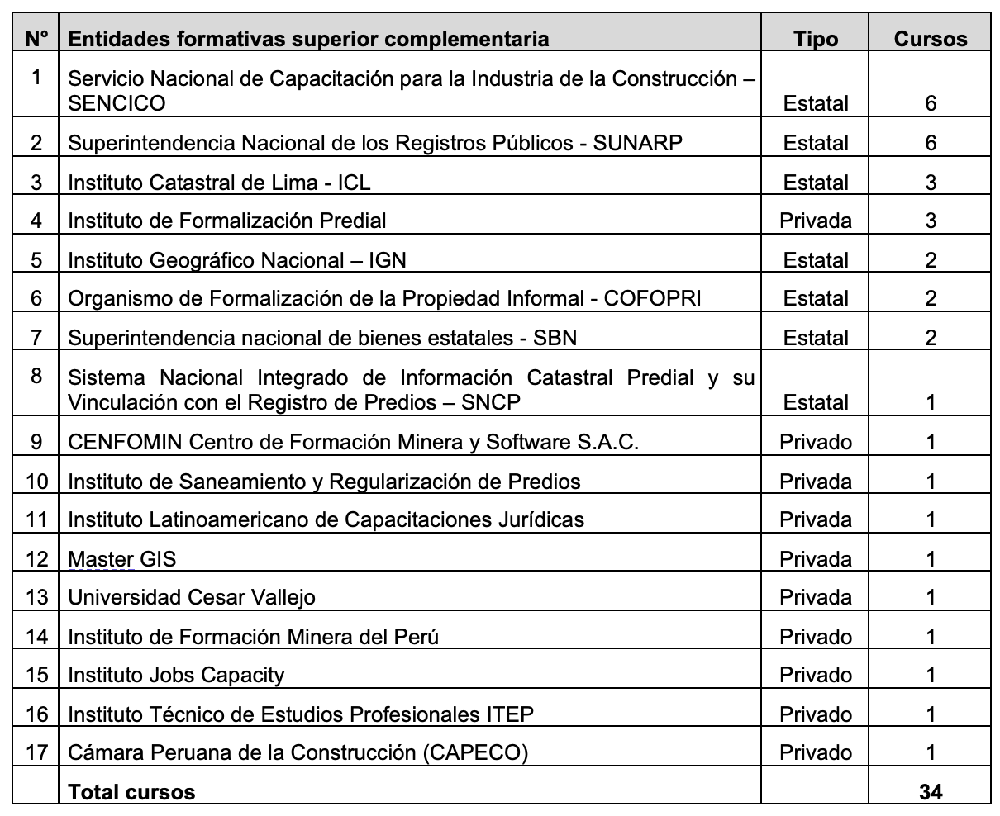 N° Entidades formativas superior complementaria Tipo Cursos
1 Servicio Nacional de Capacitación para la Industria de la Construcción –
SENCICO Estatal 6
2 Superintendencia Nacional de los Registros Públicos - SUNARP Estatal 6
3 Instituto Catastral de Lima - ICL Estatal 3
4 Instituto de Formalización Predial Privada 3
5 Instituto Geográfico Nacional – IGN Estatal 2
6 Organismo de Formalización de la Propiedad Informal - COFOPRI Estatal 2
7 Superintendencia nacional de bienes estatales - SBN Estatal 2
8 Sistema Nacional Integrado de Información Catastral Predial y su
Vinculación con el Registro de Predios – SNCP Estatal 1
9 CENFOMIN Centro de Formación Minera y Software S.A.C. Privado 1
10 Instituto de Saneamiento y Regularización de Predios Privada 1
11 Instituto Latinoamericano de Capacitaciones Jurídicas Privada 1
12 Master GIS Privada 1
13 Universidad Cesar Vallejo Privada 1
14 Instituto de Formación Minera del Perú Privado 1
15 Instituto Jobs Capacity Privado 1
16 Instituto Técnico de Estudios Profesionales ITEP Privado 1
17 Cámara Peruana de la Construcción (CAPECO) Privado 1
Total cursos 34